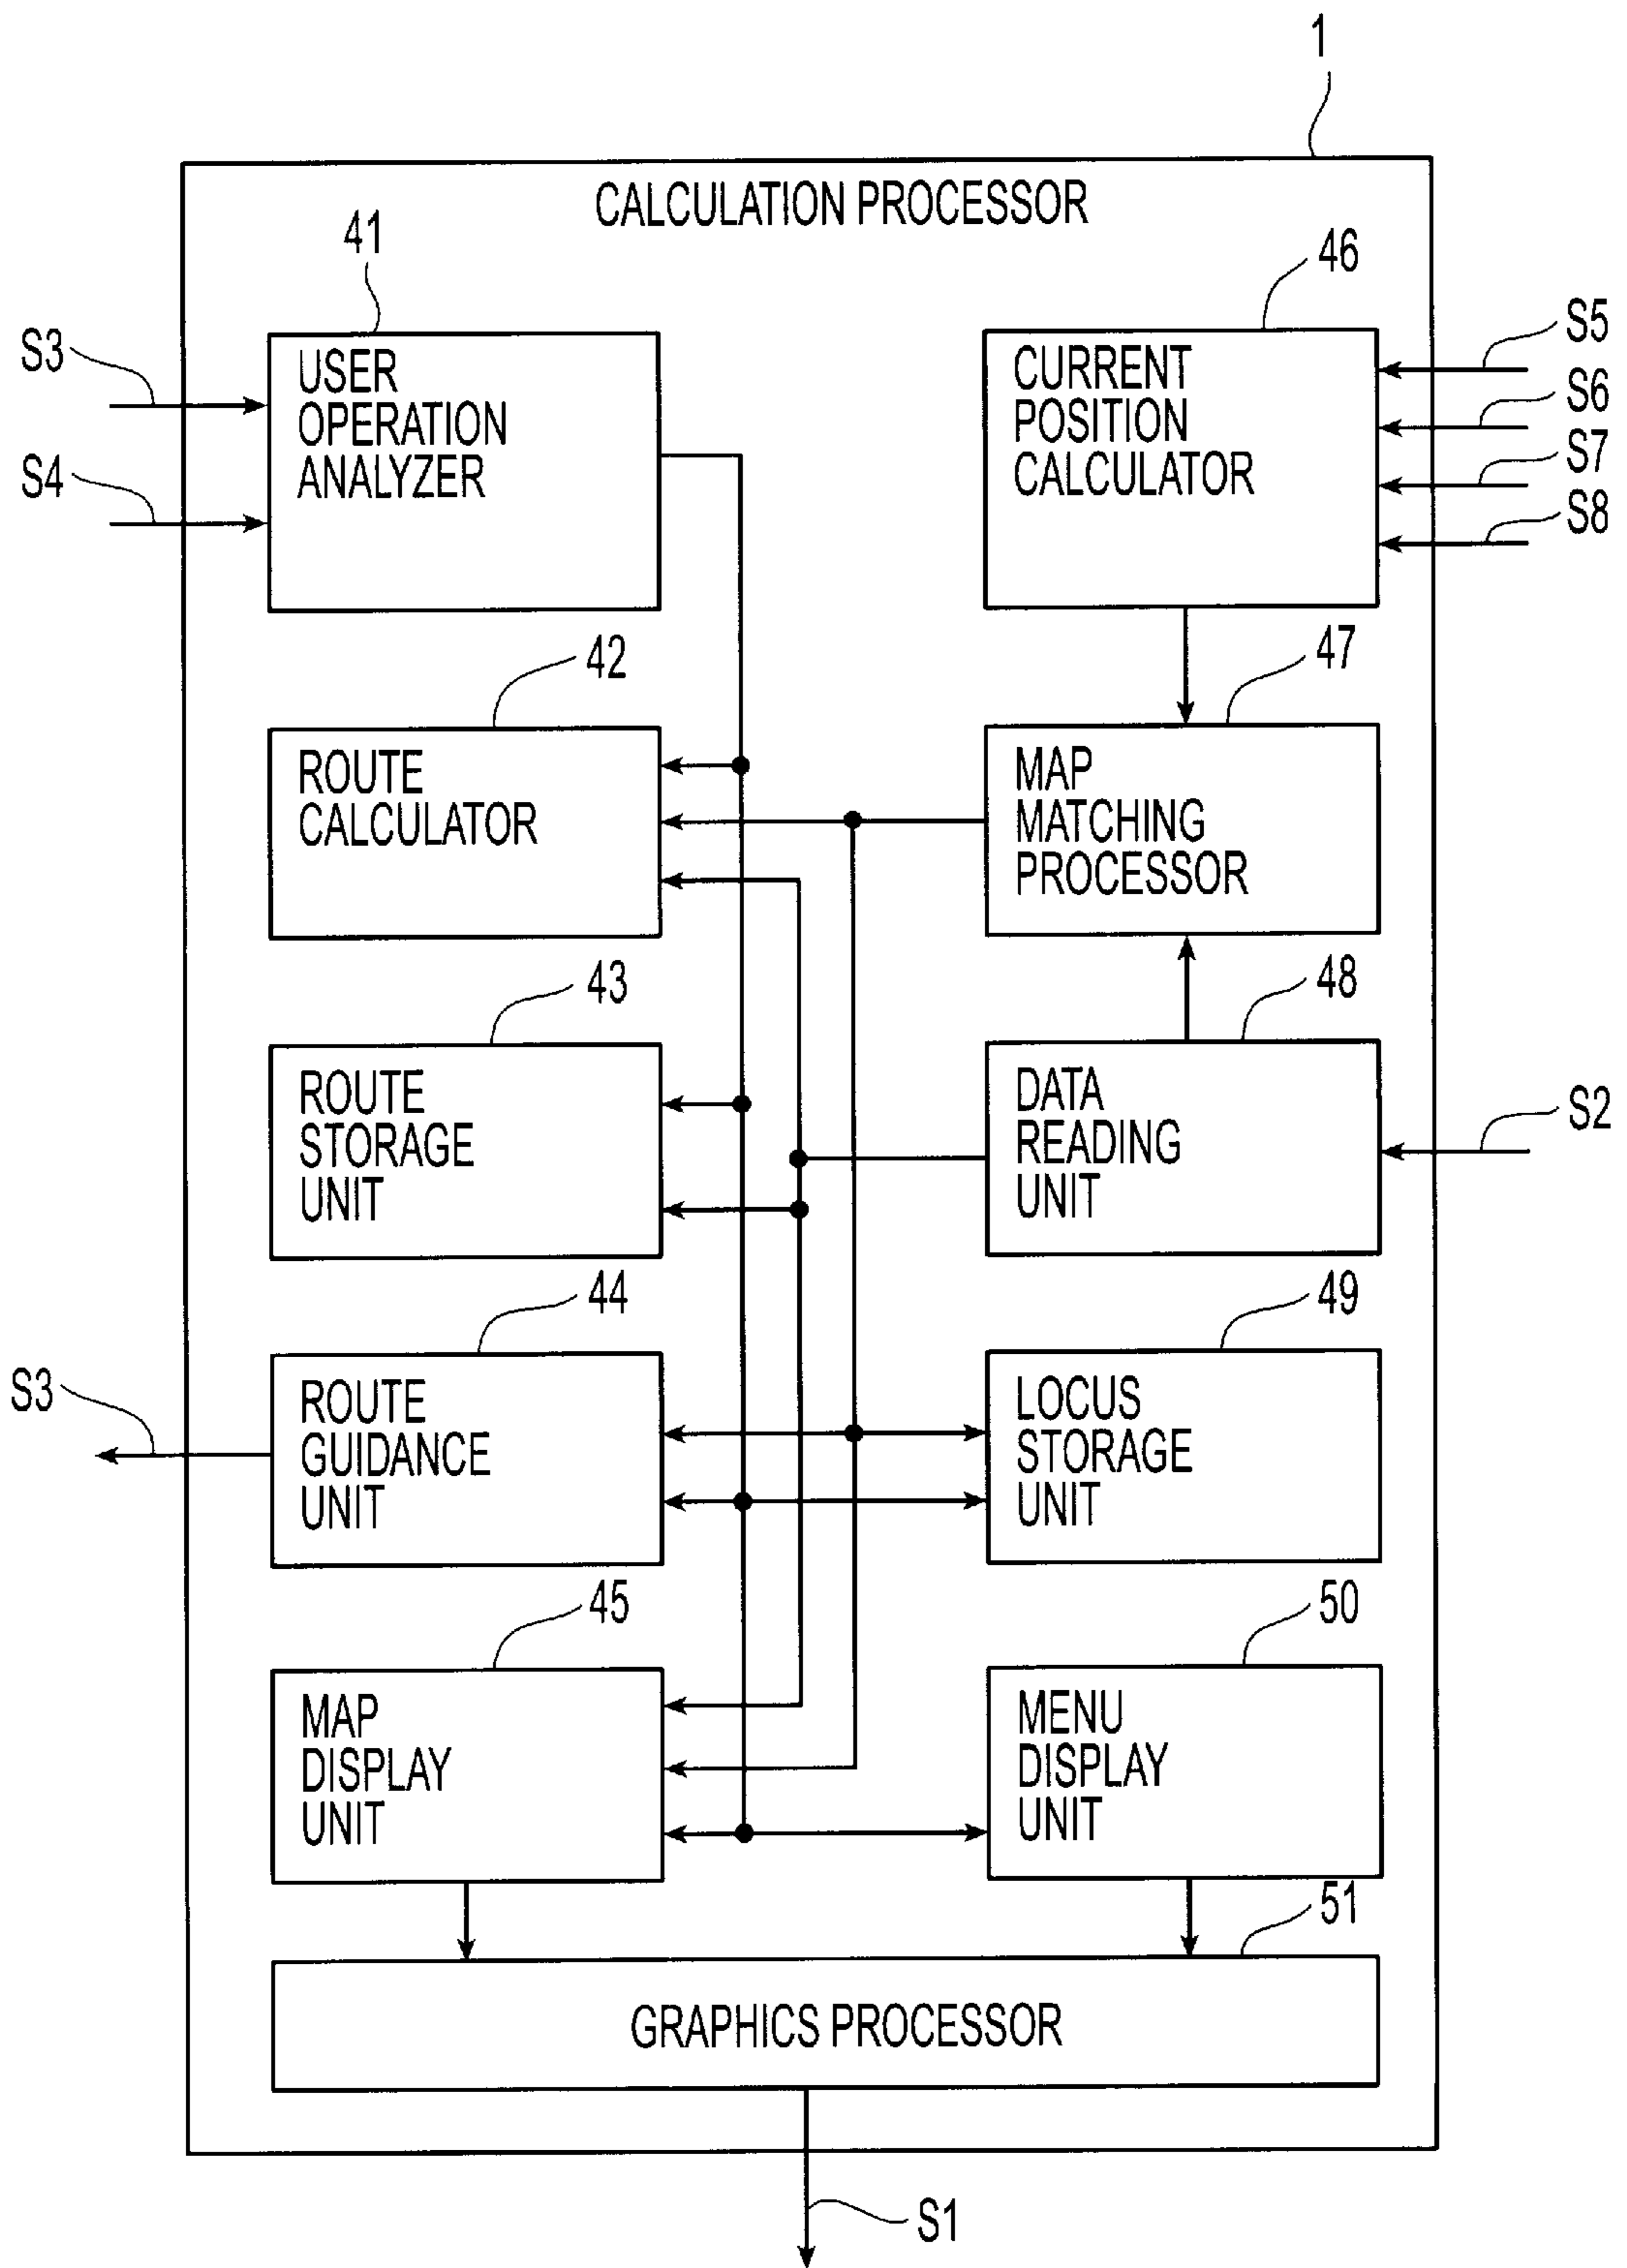 1
CALCULATION PROCESSOR
41
46
S3
S4
USER
OPERATION
ANALYZER
CURRENT
POSITION
CALCULATOR
S5
S6
S7
S8
42
47
ROUTE
CALCULATOR
MAP
MATCHING
PROCESSOR
43
48
ROUTE
STORAGE
UNIT
DATA
READING
UNIT
S2
44
49
S3
ROUTE
GUIDANCE
UNIT
LOCUS
STORAGE
UNIT
45
50
MAP
DISPLAY
UNIT
MENU
DISPLAY
UNIT
51
GRAPHICS PROCESSOR
S1